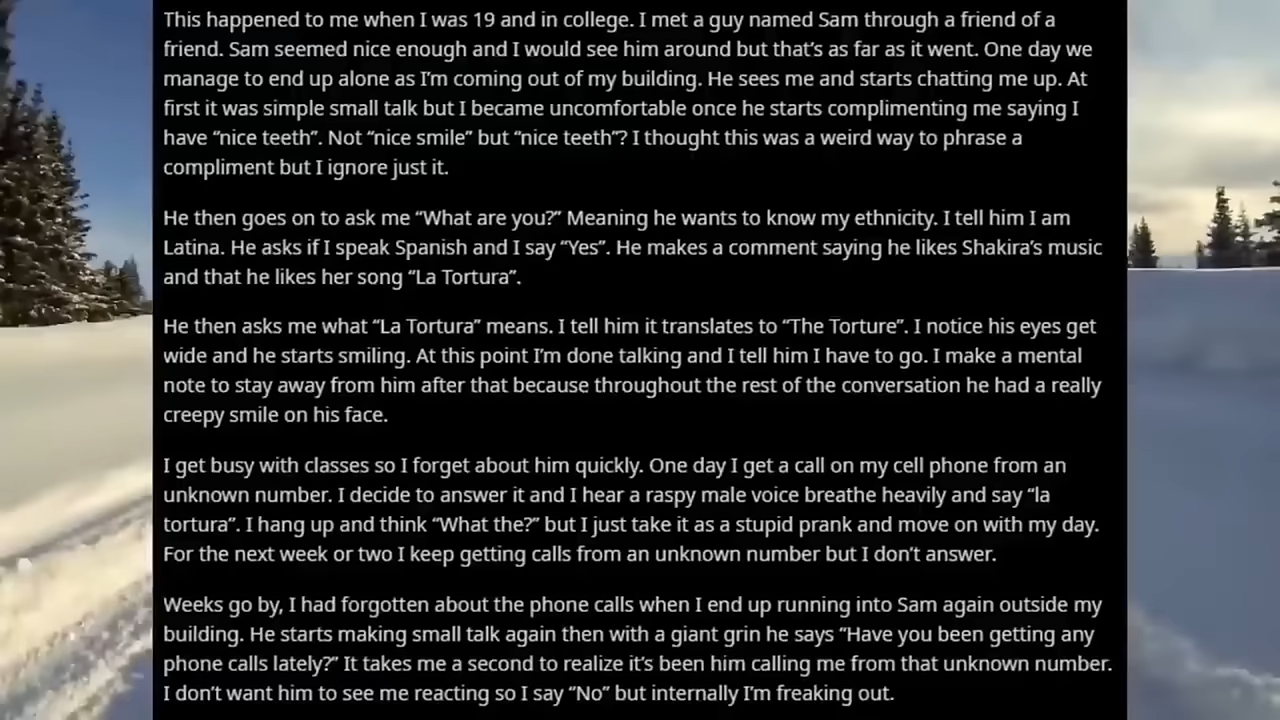 This happened to me when I was 19 and in college. I met a guy named Sam through a friend of a
friend. Sam seemed nice enough and I would see him around but that’s as far as it went. One day we
manage to end up alone as I’m coming out of my building. He sees me and starts chatting me up. At
first it was simple small talk but I became uncomfortable once he starts complimenting me saying I
have “nice teeth”. Not “nice smile” but “nice teeth”? I thought this was a weird way to phrase a
compliment but I ignore just it.
He then goes on to ask me “What are you?” Meaning he wants to know my ethnicity. I tell him I am
Latina. He asks if I speak Spanish and I say “Yes”. He makes a comment saying he likes Shakira’s music
and that he likes her song “La Tortura”.
He then asks me what “La Tortura” means. I tell him it translates to “The Torture”. I notice his eyes get
wide and he starts smiling. At this point I’m done talking and I tell him I have to go. I make a mental
note to stay away from him after that because throughout the rest of the conversation he had a really
creepy smile on his face.
I get busy with classes so I forget about him quickly. One day I get a call on my cell phone from an
unknown number. I decide to answer it and I hear a raspy male voice breathe heavily and say “la
tortura”. I hang up and think “What the?” but I just take it as a stupid prank and move on with my day.
For the next week or two I keep getting calls from an unknown number but I don’t answer.
Weeks go by, I had forgotten about the phone calls when I end up running into Sam again outside my
building. He starts making small talk again then with a giant grin he says “Have you been getting any
phone calls lately?” It takes me a second to realize it’s been him calling me from that unknown number.
I don’t want him to see me reacting so I say “No” but internally I’m freaking out.